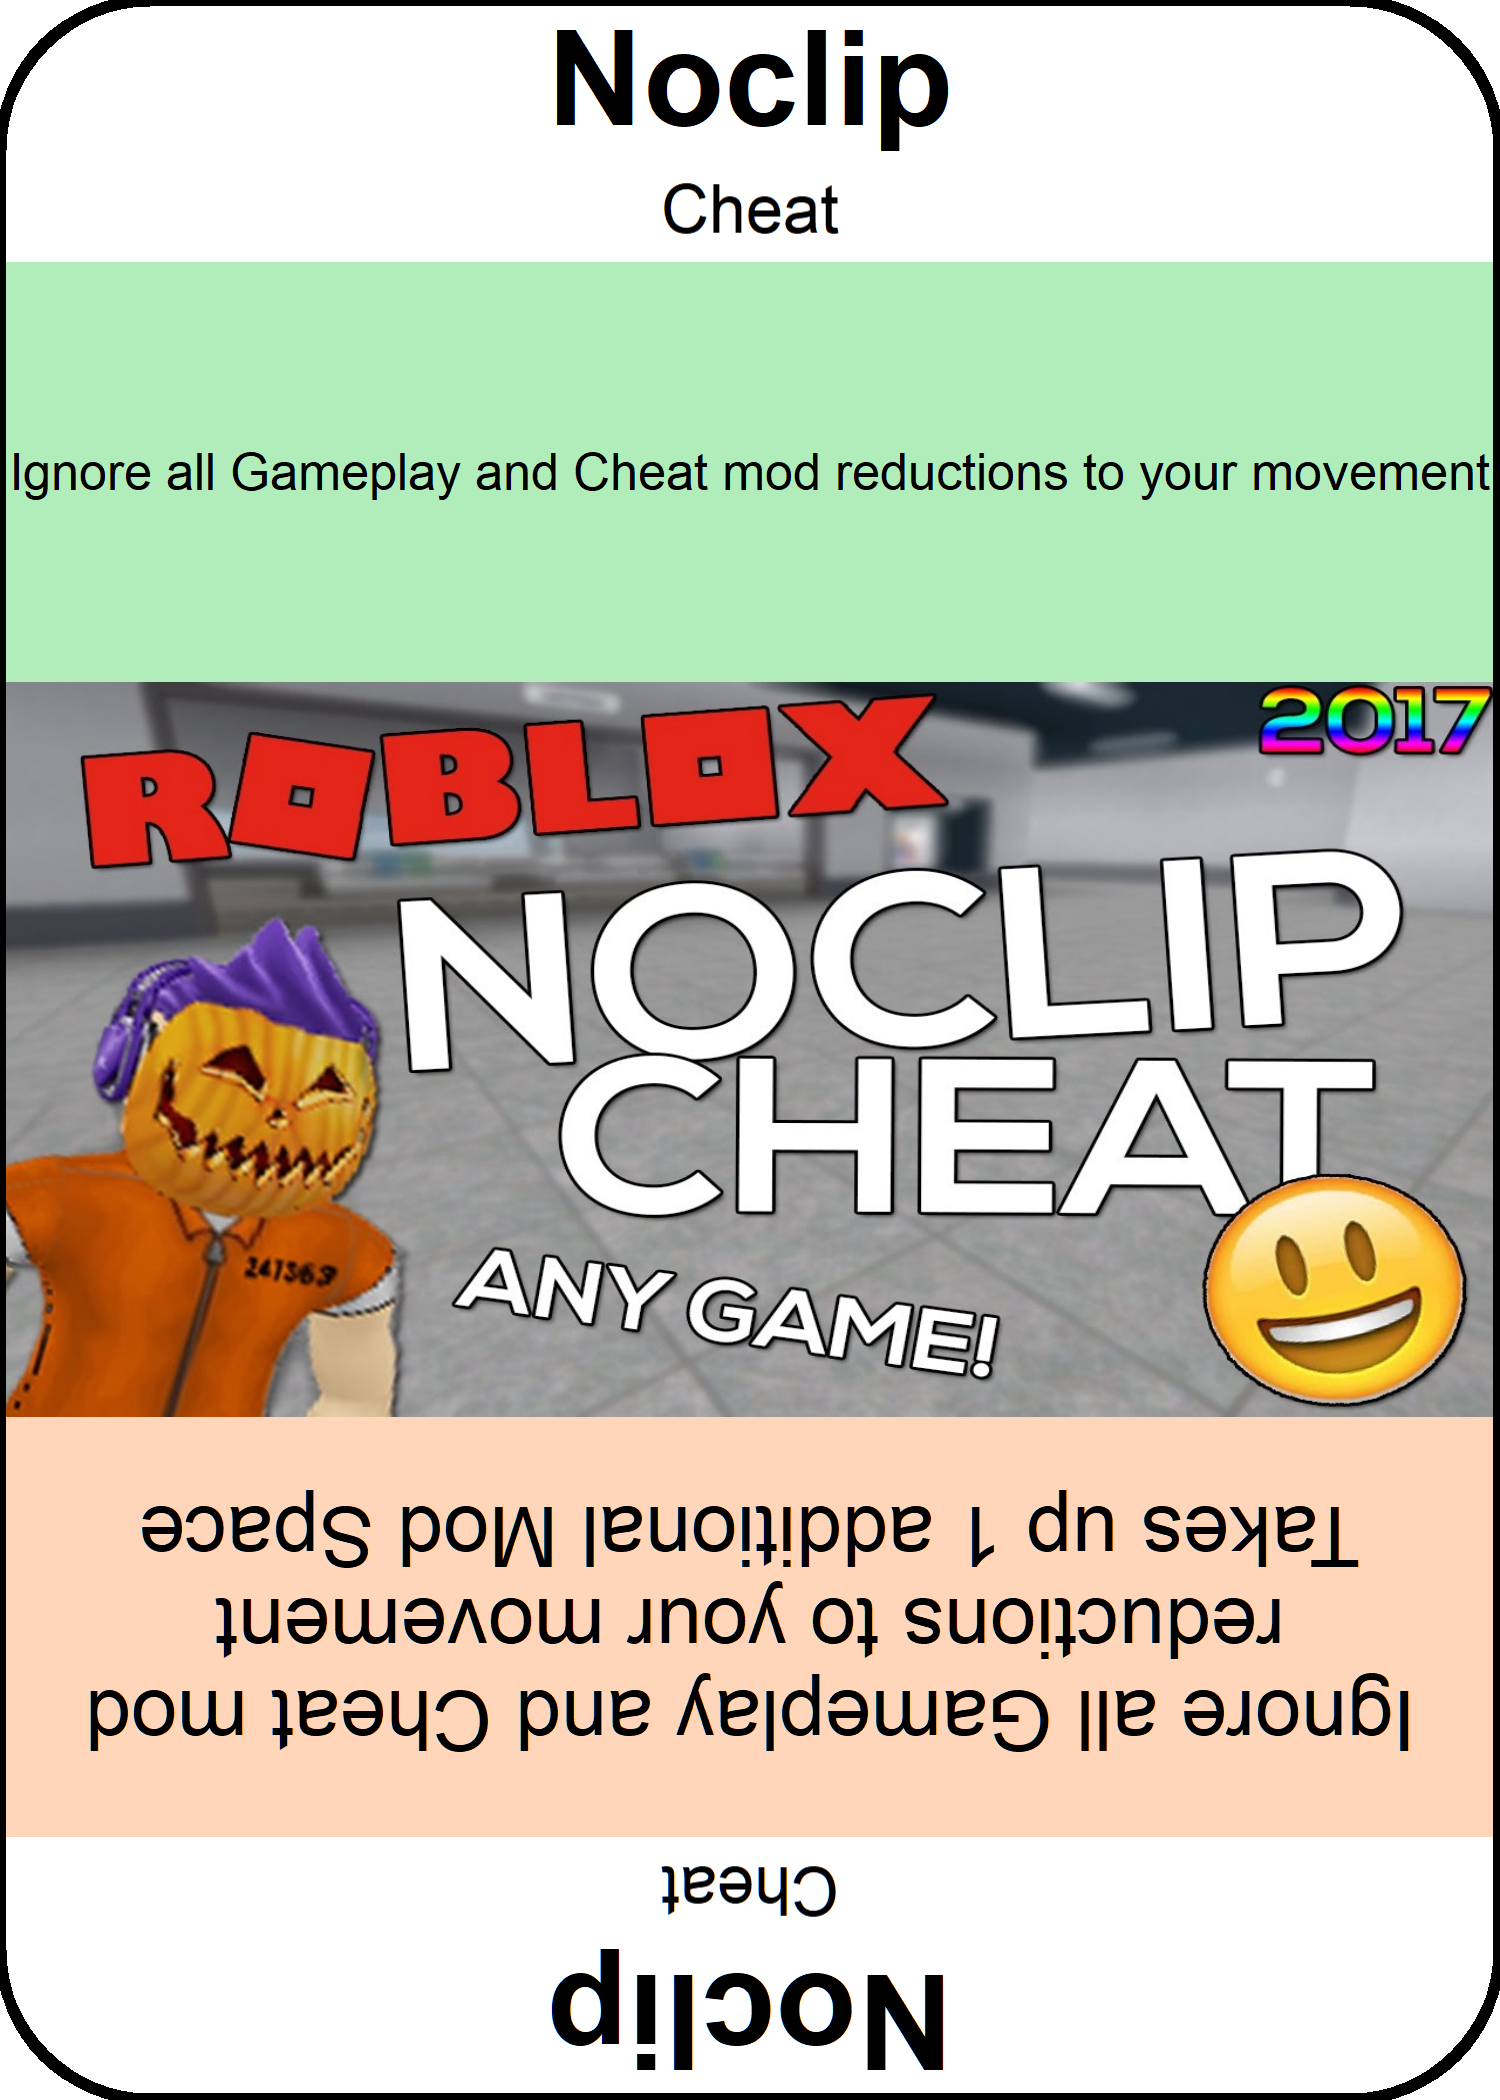 Noclip
Cheat
Ignore all Gameplay and Cheat mod reductions to your movement
ROBLOX
2017
NOCLIP
CHEAT
ANY GAME!
Noclip
Cheat
Ignore all Gameplay and Cheat mod
reductions to your movement
Takes up 1 additional Mod Space